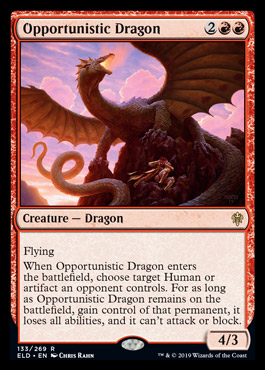 Opportunistic Dragon 2
Creature — Dragon
Flying
When Opportunistic Dragon enters
the battlefield, choose target Human or
artifact an opponent controls. For as long
as Opportunistic Dragon remains on the
battlefield, gain control of that permanent, it
loses all abilities, and it can't attack or block.
4/3
133/269 R
ELD • EN Chris Rahn
™ & © 2019 Wizards of the Coast